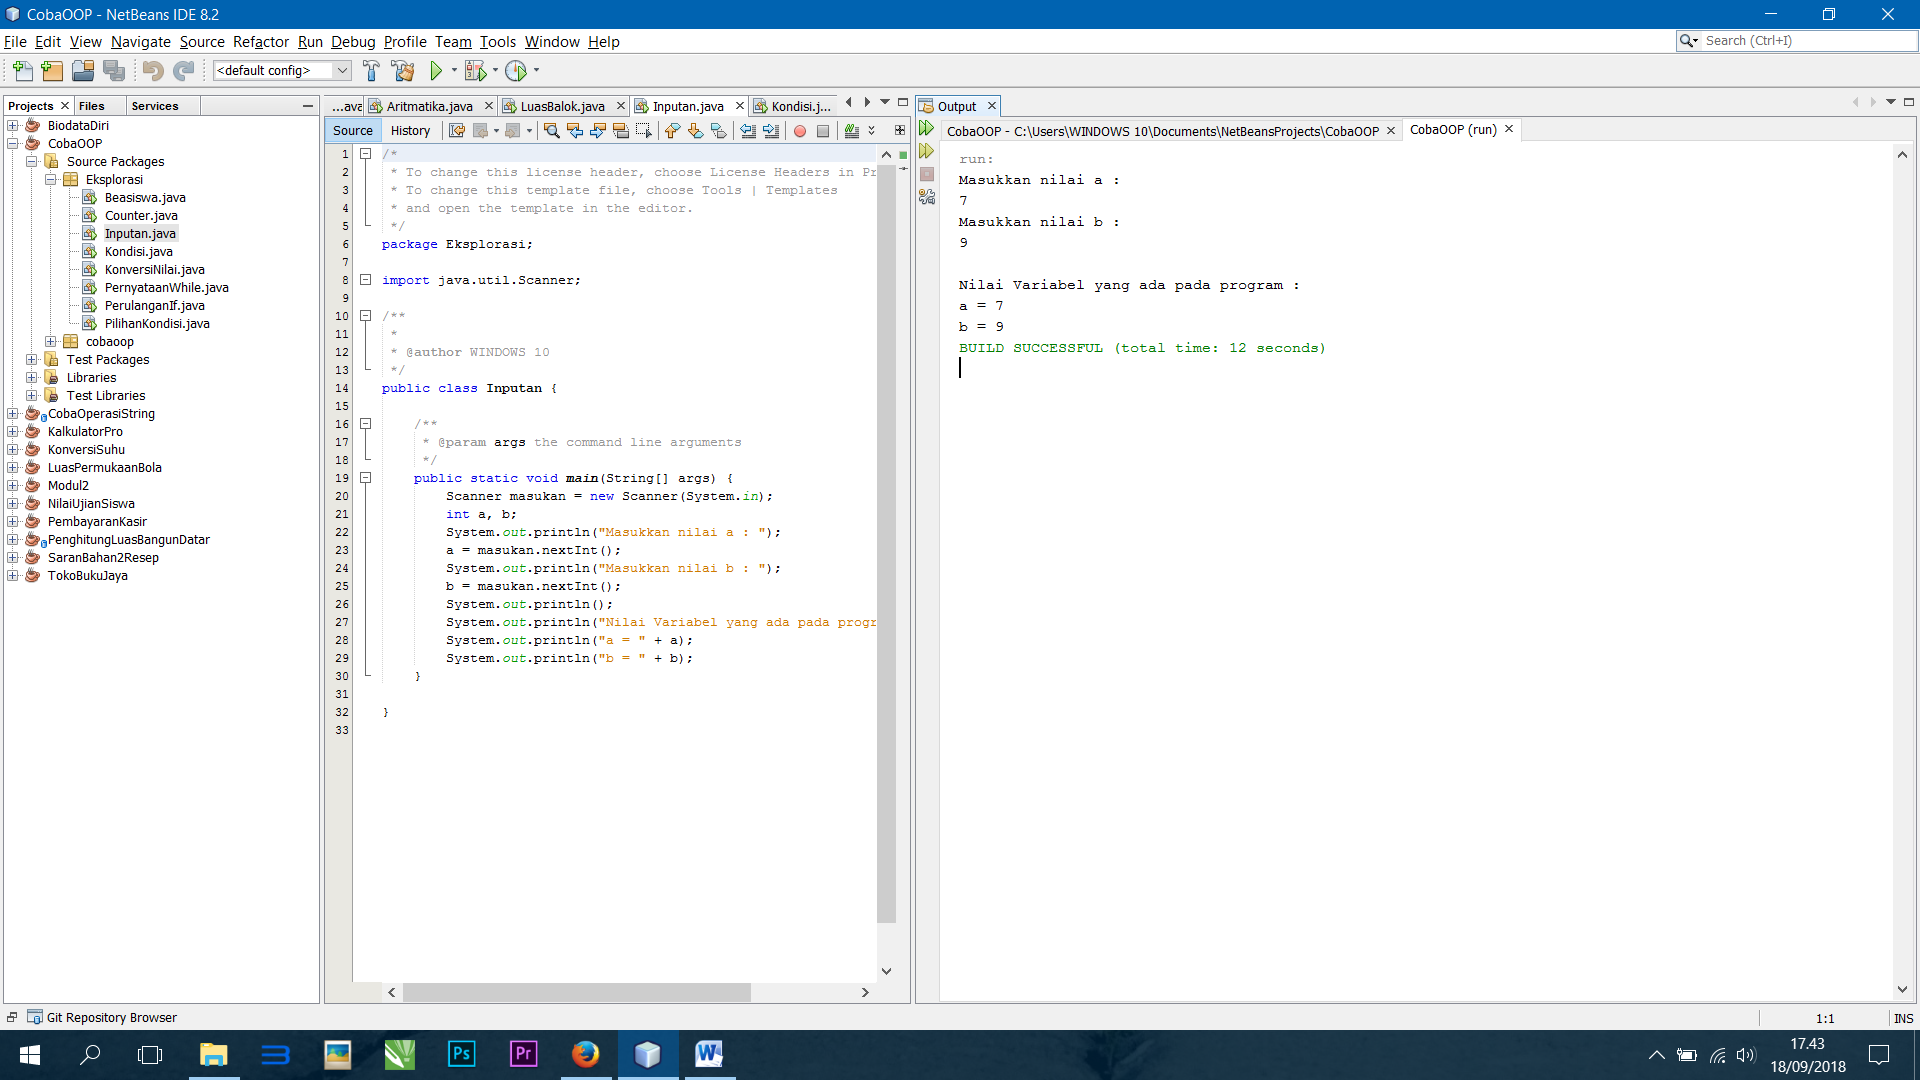 CobaOOP - NetBeans IDE 8.2
File Edit View Navigate Source Refactor Run Debug Profile Team Tools Window Help
Search (Ctrl+I)
<default config>
Projects Files Services
BiodataDiri
CobaOOP
Source Packages
Eksplorasi
Beasiswa.java
Counter.java
Inputan.java
Kondisi.java
KonversiNilai.java
PernyataanWhile.java
PerulanganIf.java
PilihanKondisi.java
cobaoop
Test Packages
Libraries
Test Libraries
CobaOperasiString
KalkulatorPro
KonversiSuhu
LuasPermukaanBola
Modul2
NilaiUjianSiswa
PembayaranKasir
PenghitungLuasBangunDatar
SaranBahan2Resep
TokoBukuJaya
...ava Aritmatika.java LuasBalok.java Inputan.java Kondisi.j...
Source History
1 /*
2 * To change this license header, choose License Headers in Pr
3 * To change this template file, choose Tools | Templates
4 * and open the template in the editor.
5 */
6 package Eksplorasi;
7
8 import java.util.Scanner;
9
10 /**
11 *
12 * @author WINDOWS 10
13 */
14 public class Inputan {
15
16 /**
17 * @param args the command line arguments
18 */
19 public static void main(String[] args) {
20 Scanner masukan = new Scanner(System.in);
21 int a, b;
22 System.out.println("Masukkan nilai a : ");
23 a = masukan.nextInt();
24 System.out.println("Masukkan nilai b : ");
25 b = masukan.nextInt();
26 System.out.println();
27 System.out.println("Nilai Variabel yang ada pada progr
28 System.out.println("a = " + a);
29 System.out.println("b = " + b);
30 }
31
32 }
33
Output
CobaOOP - C:\Users\WINDOWS 10\Documents\NetBeansProjects\CobaOOP CobaOOP (run)
run:
Masukkan nilai a :
7
Masukkan nilai b :
9
Nilai Variabel yang ada pada program :
a = 7
b = 9
BUILD SUCCESSFUL (total time: 12 seconds)
Git Repository Browser
1:1 INS
Ps
Pr
17.43
18/09/2018